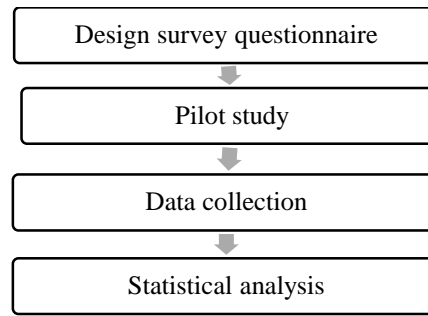 Design survey questionnaire
Pilot study
Data collection
Statistical analysis